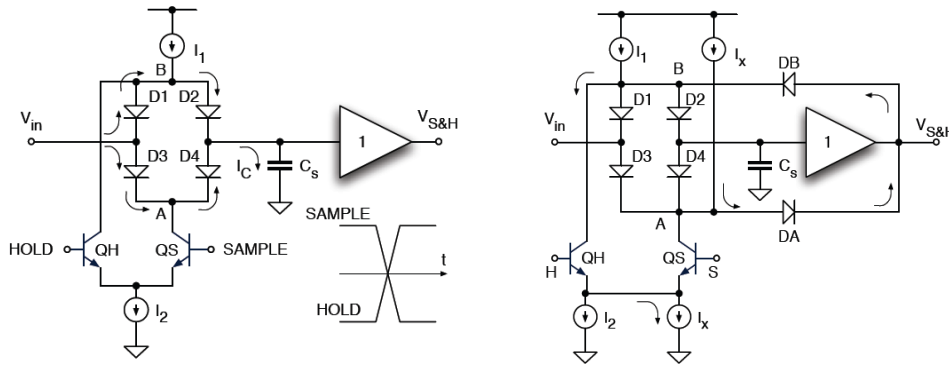 I1
B
D1
D2
Vin
1
VS&H
D3
D4
IC
Cs
A
SAMPLE
HOLD
QH
QS
SAMPLE
t
HOLD
I2
I1
Ix
DB
B
D1
D2
Vin
1
VS&H
D3
D4
Cs
A
DA
QH
QS
H
S
I2
Ix